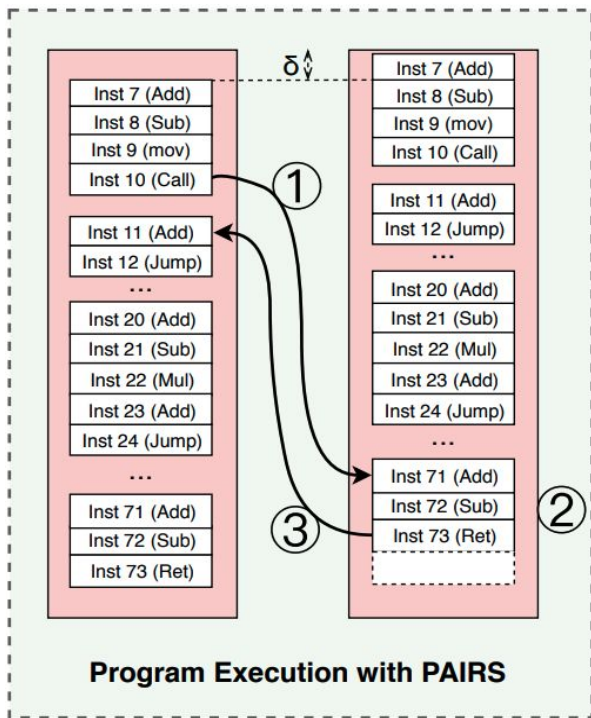 δ
Inst 7 (Add)
Inst 8 (Sub)
Inst 9 (mov)
Inst 10 (Call)
Inst 11 (Add)
Inst 12 (Jump)
...
Inst 20 (Add)
Inst 21 (Sub)
Inst 22 (Mul)
Inst 23 (Add)
Inst 24 (Jump)
...
Inst 71 (Add)
Inst 72 (Sub)
Inst 73 (Ret)
①
③
Inst 7 (Add)
Inst 8 (Sub)
Inst 9 (mov)
Inst 10 (Call)
Inst 11 (Add)
Inst 12 (Jump)
...
Inst 20 (Add)
Inst 21 (Sub)
Inst 22 (Mul)
Inst 23 (Add)
Inst 24 (Jump)
...
Inst 71 (Add)
Inst 72 (Sub)
Inst 73 (Ret)
②
Program Execution with PAIRS